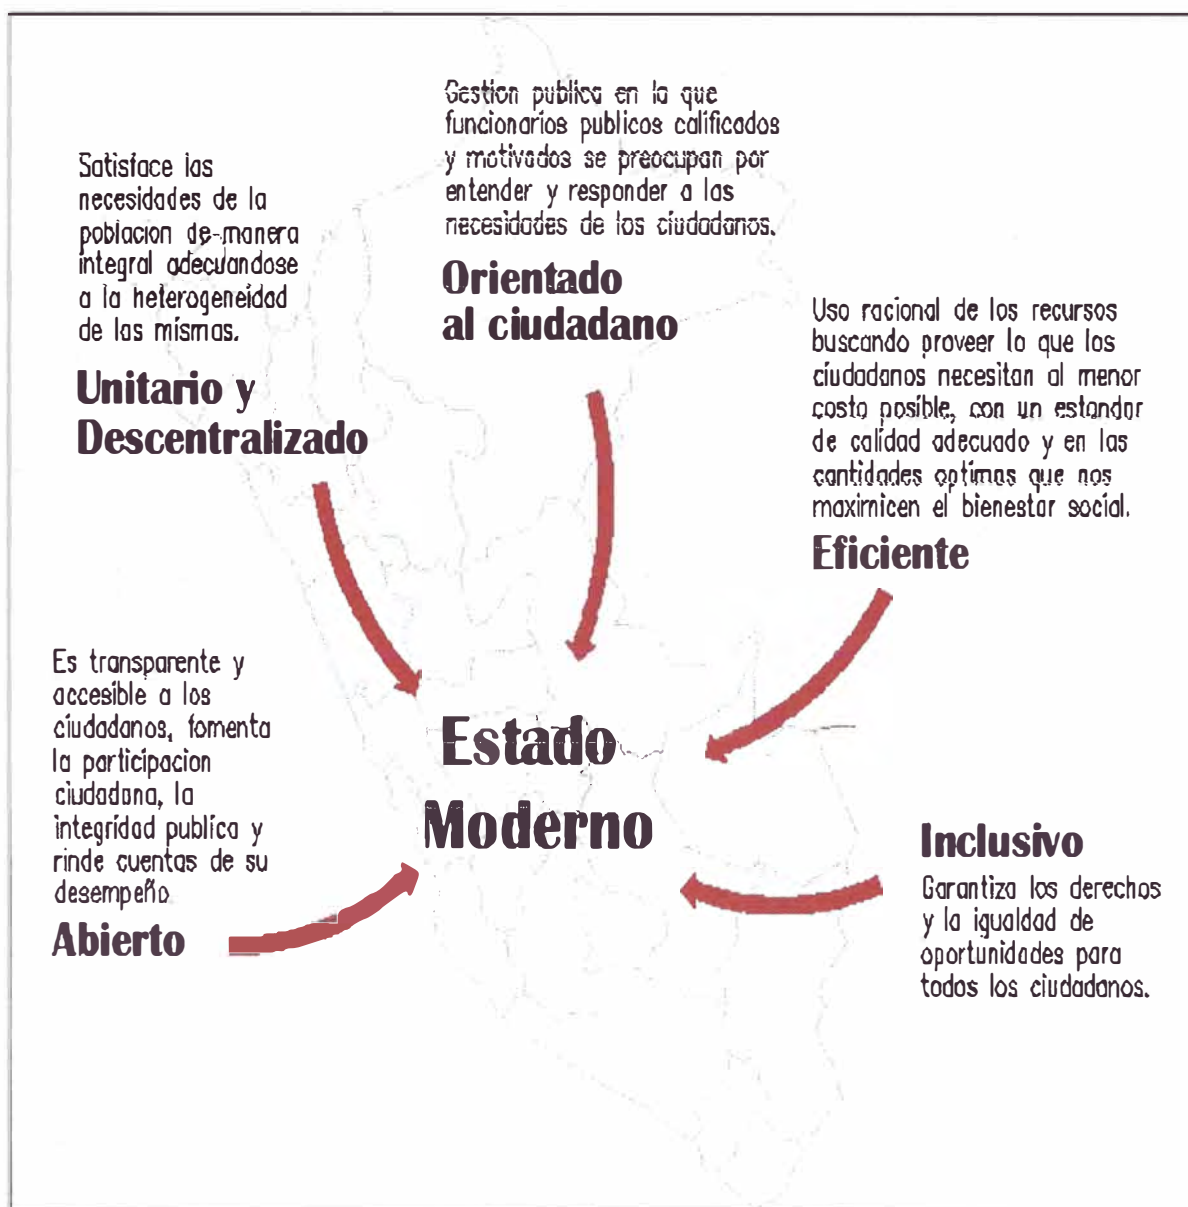 Gestion publica en la que
funcionarios publicos calificados
y motivados se preocupan por
entender y responder a las
necesidades de los ciudadanos.
Orientado
al ciudadano
Satisface las
necesidades de la
poblacion de manera
integral adecuandose
a la heterogeneidad
de las mismas.
Unitario y
Descentralizado
Uso racional de los recursos
buscando proveer lo que los
ciudadanos necesitan al menor
costo posible, con un estandar
de calidad adecuado y en las
cantidades optimas que nos
maximicen el bienestar social.
Eficiente
Es transparente y
accesible a los
ciudadanos, fomenta
la participacion
ciudadana, la
integridad publica y
rinde cuentas de su
desempeño
Abierto
Estado
Moderno
Inclusivo
Garantiza los derechos
y la igualdad de
oportunidades para
todos los ciudadanos.